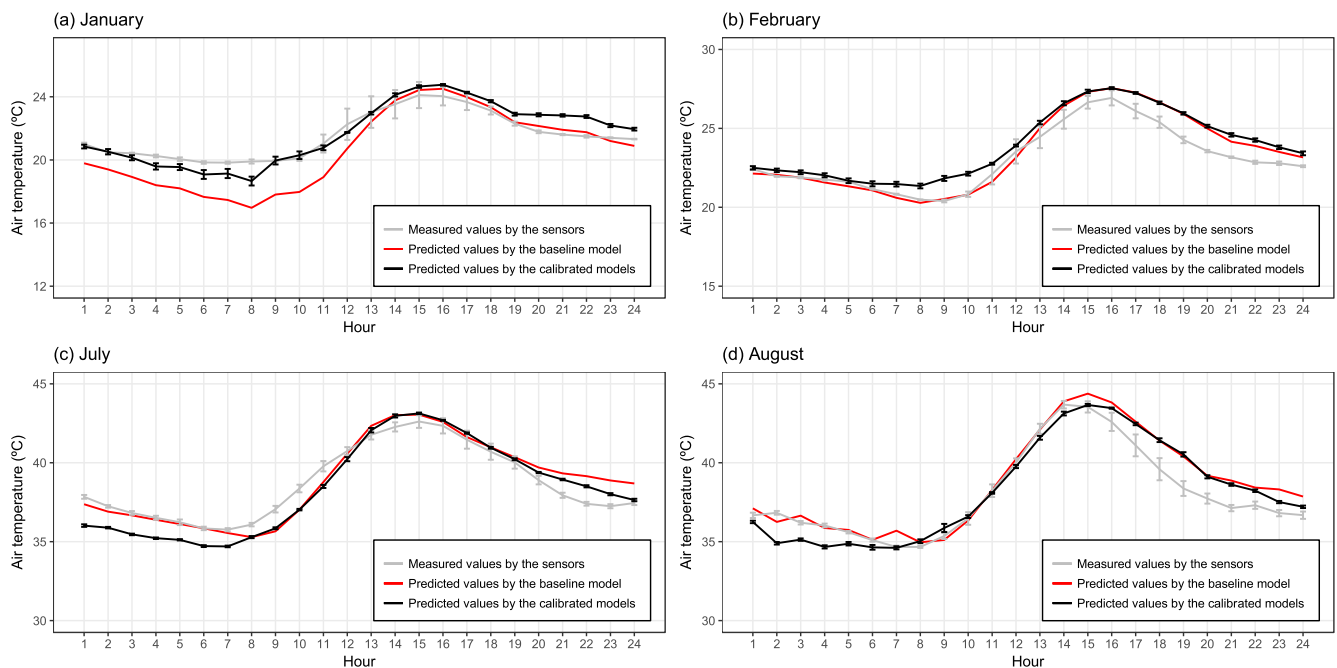 (a) January
Air temperature (ºC)
24
20
16
12
1 2 3 4 5 6 7 8 9 10 11 12 13 14 15 16 17 18 19 20 21 22 23 24
Hour
Measured values by the sensors
Predicted values by the baseline model
Predicted values by the calibrated models
(b) February
Air temperature (ºC)
30
25
20
15
1 2 3 4 5 6 7 8 9 10 11 12 13 14 15 16 17 18 19 20 21 22 23 24
Hour
Measured values by the sensors
Predicted values by the baseline model
Predicted values by the calibrated models
(c) July
Air temperature (ºC)
45
40
35
30
1 2 3 4 5 6 7 8 9 10 11 12 13 14 15 16 17 18 19 20 21 22 23 24
Hour
Measured values by the sensors
Predicted values by the baseline model
Predicted values by the calibrated models
(d) August
Air temperature (ºC)
45
40
35
30
1 2 3 4 5 6 7 8 9 10 11 12 13 14 15 16 17 18 19 20 21 22 23 24
Hour
Measured values by the sensors
Predicted values by the baseline model
Predicted values by the calibrated models